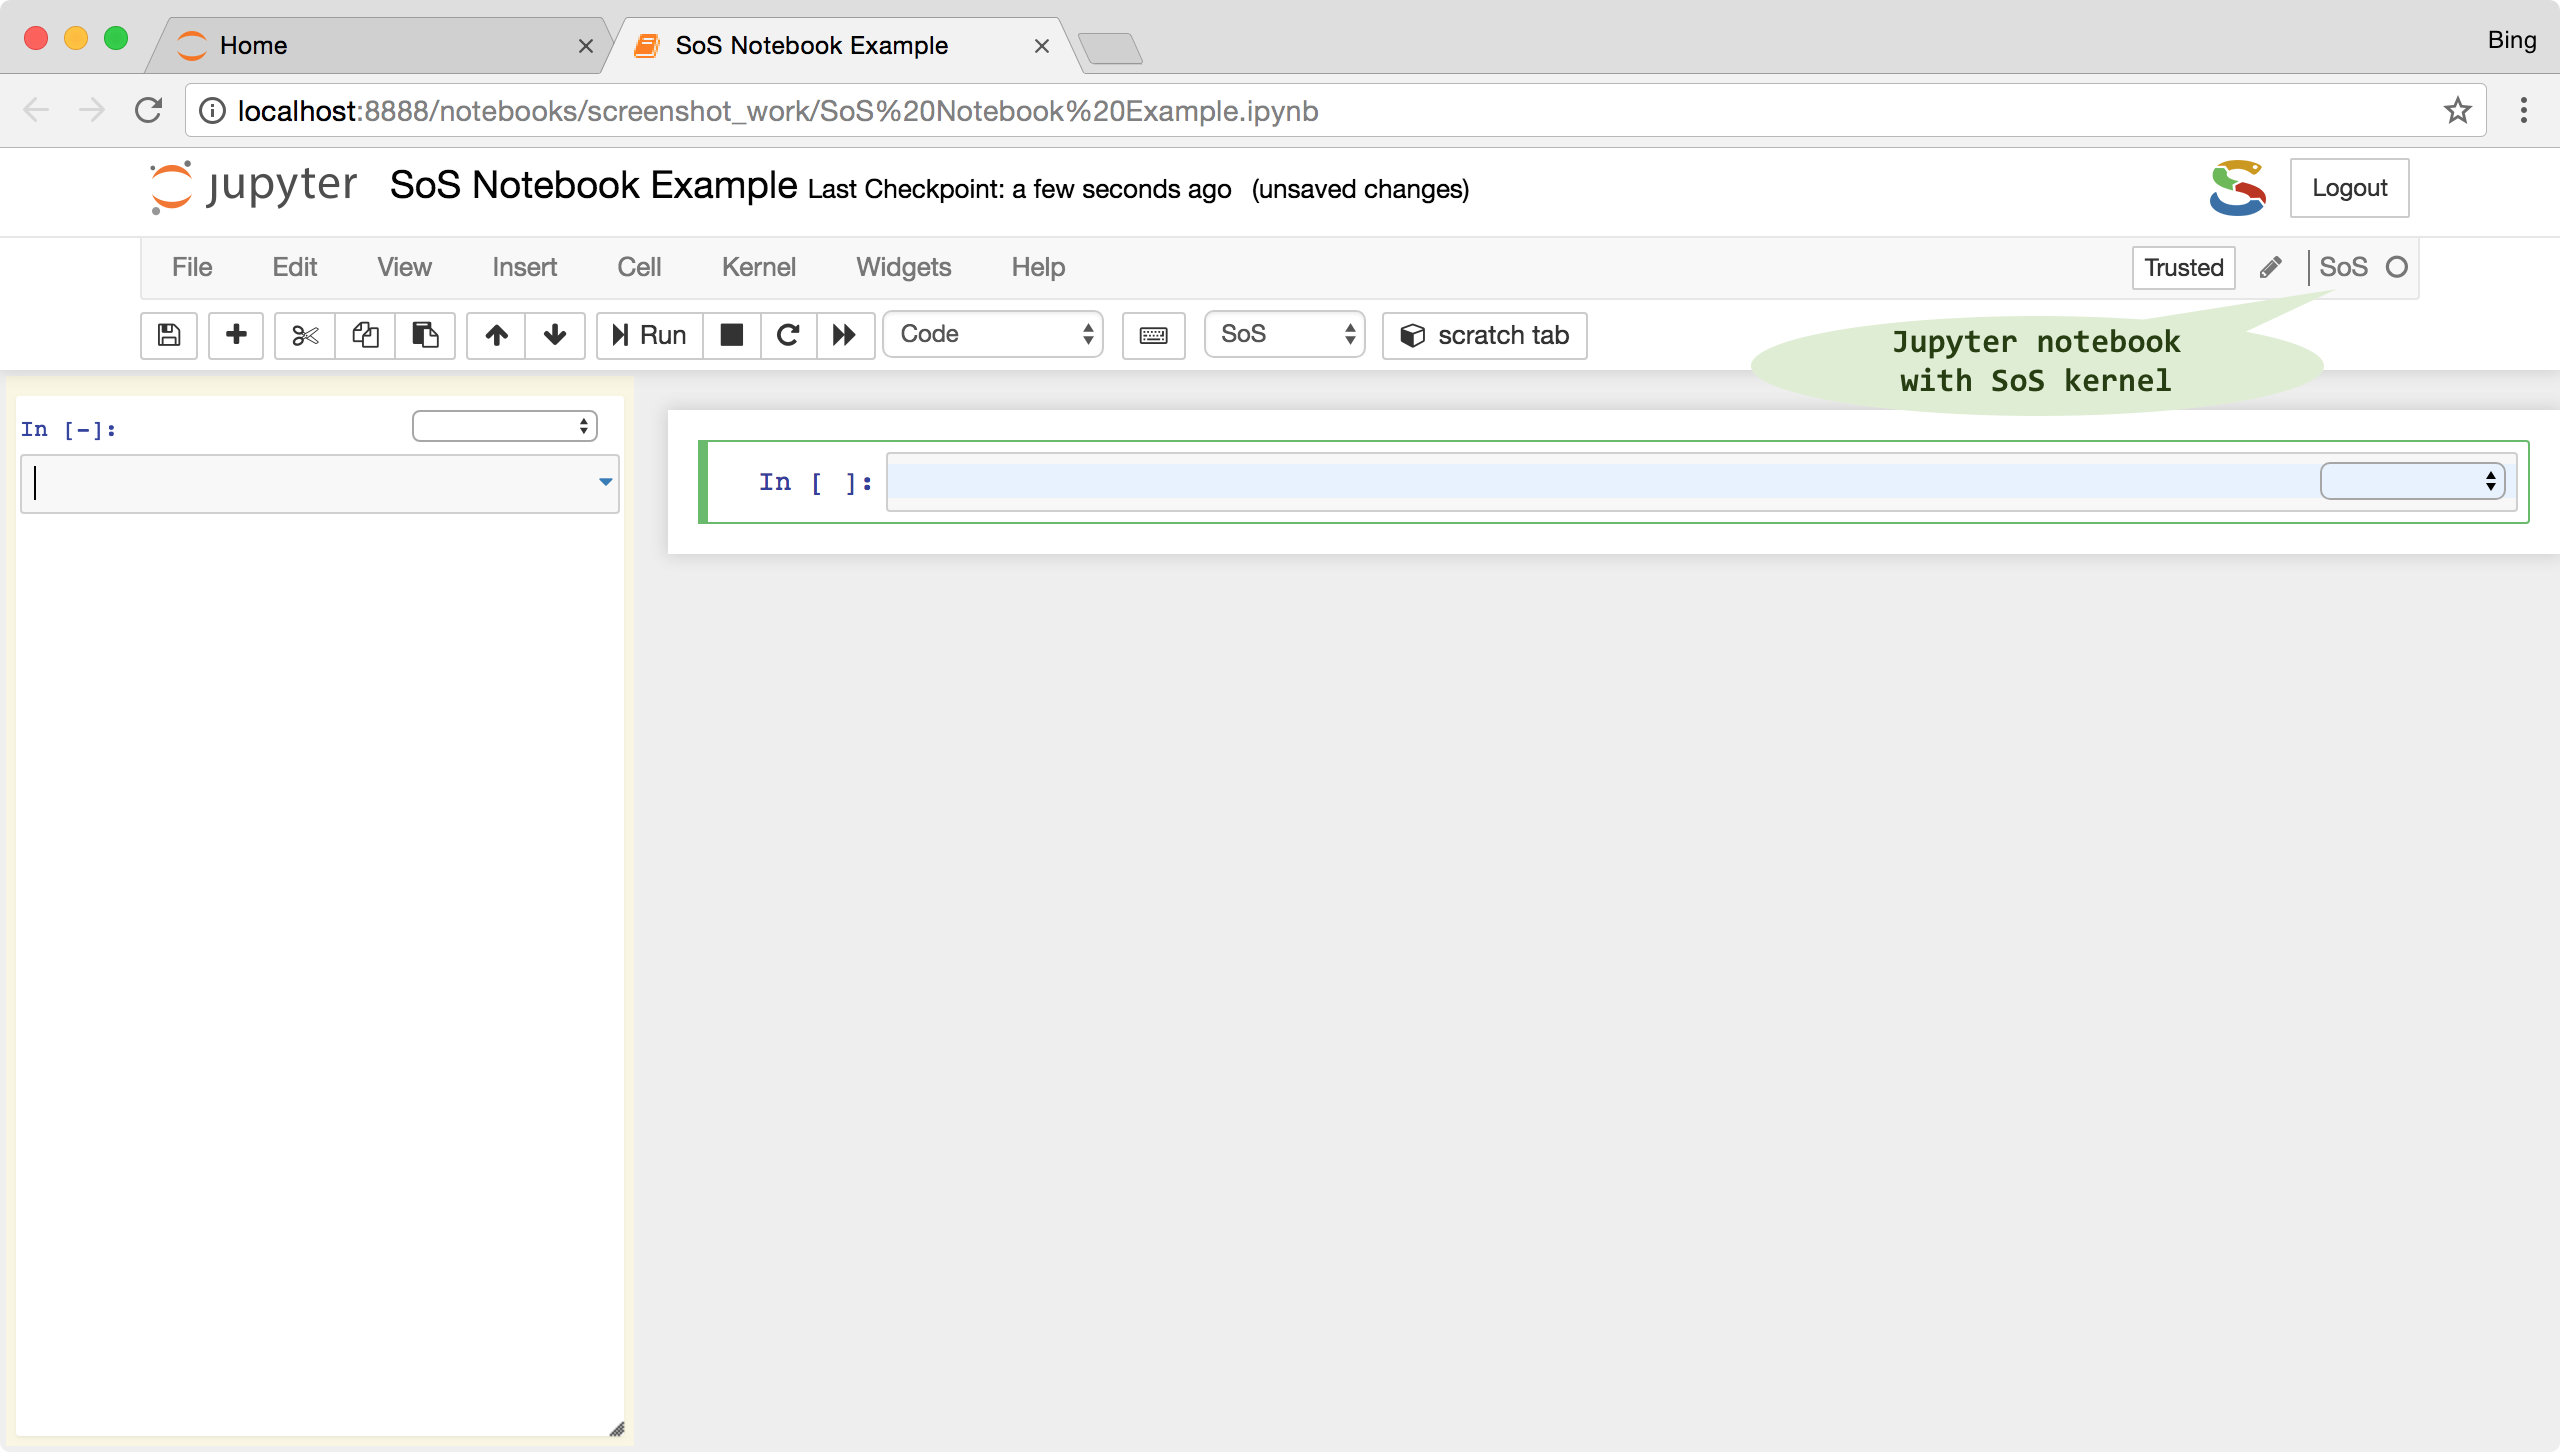 Home
SoS Notebook Example
Bing
localhost:8888/notebooks/screenshot_work/SoS%20Notebook%20Example.ipynb
jupyter SoS Notebook Example Last Checkpoint: a few seconds ago (unsaved changes)
Logout
File Edit View Insert Cell Kernel Widgets Help
Trusted
SoS
Run
Code
SoS
scratch tab
Jupyter notebook
with SoS kernel
In [-]:
In [ ]: